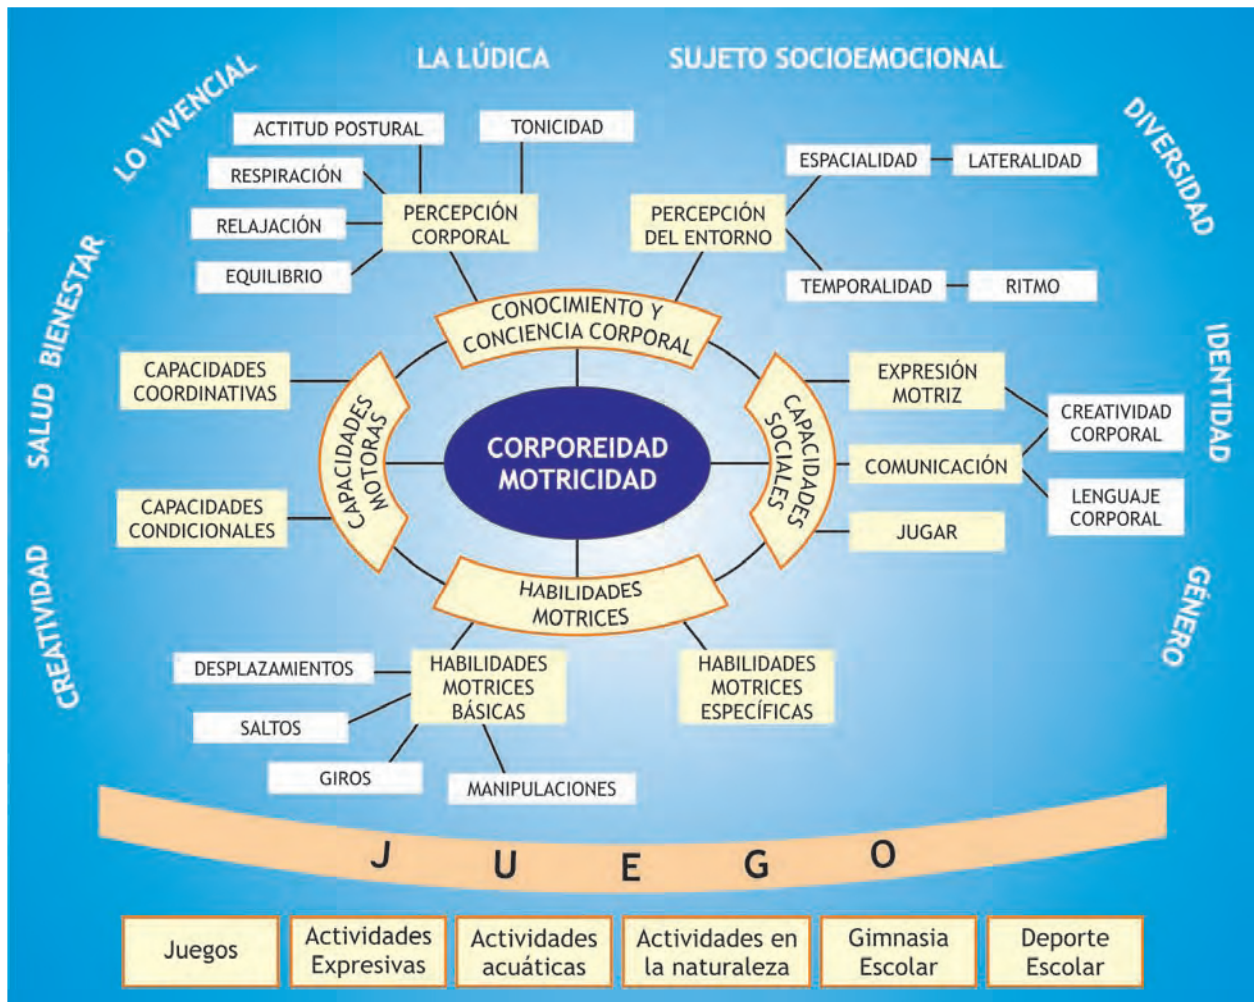 LA LÚDICA
SUJETO SOCIOEMOCIONAL
LO VIVENCIAL
DIVERSIDAD
SALUD BIENESTAR
IDENTIDAD
CREATIVIDAD
GÉNERO
ACTITUD POSTURAL
TONICIDAD
RESPIRACIÓN
RELAJACIÓN
EQUILIBRIO
PERCEPCIÓN
CORPORAL
PERCEPCIÓN
DEL ENTORNO
ESPACIALIDAD
LATERALIDAD
TEMPORALIDAD
RITMO
CONOCIMIENTO Y
CONCIENCIA CORPORAL
CAPACIDADES
COORDINATIVAS
CAPACIDADES
CONDICIONALES
CAPACIDADES
MOTORAS
CORPOREIDAD
MOTRICIDAD
CAPACIDADES
SOCIALES
EXPRESIÓN
MOTRIZ
COMUNICACIÓN
JUGAR
CREATIVIDAD
CORPORAL
LENGUAJE
CORPORAL
HABILIDADES
MOTRICES
HABILIDADES
MOTRICES
BÁSICAS
HABILIDADES
MOTRICES
ESPECÍFICAS
DESPLAZAMIENTOS
SALTOS
GIROS
MANIPULACIONES
J U E G O
Juegos
Actividades
Expresivas
Actividades
acuáticas
Actividades en
la naturaleza
Gimnasia
Escolar
Deporte
Escolar